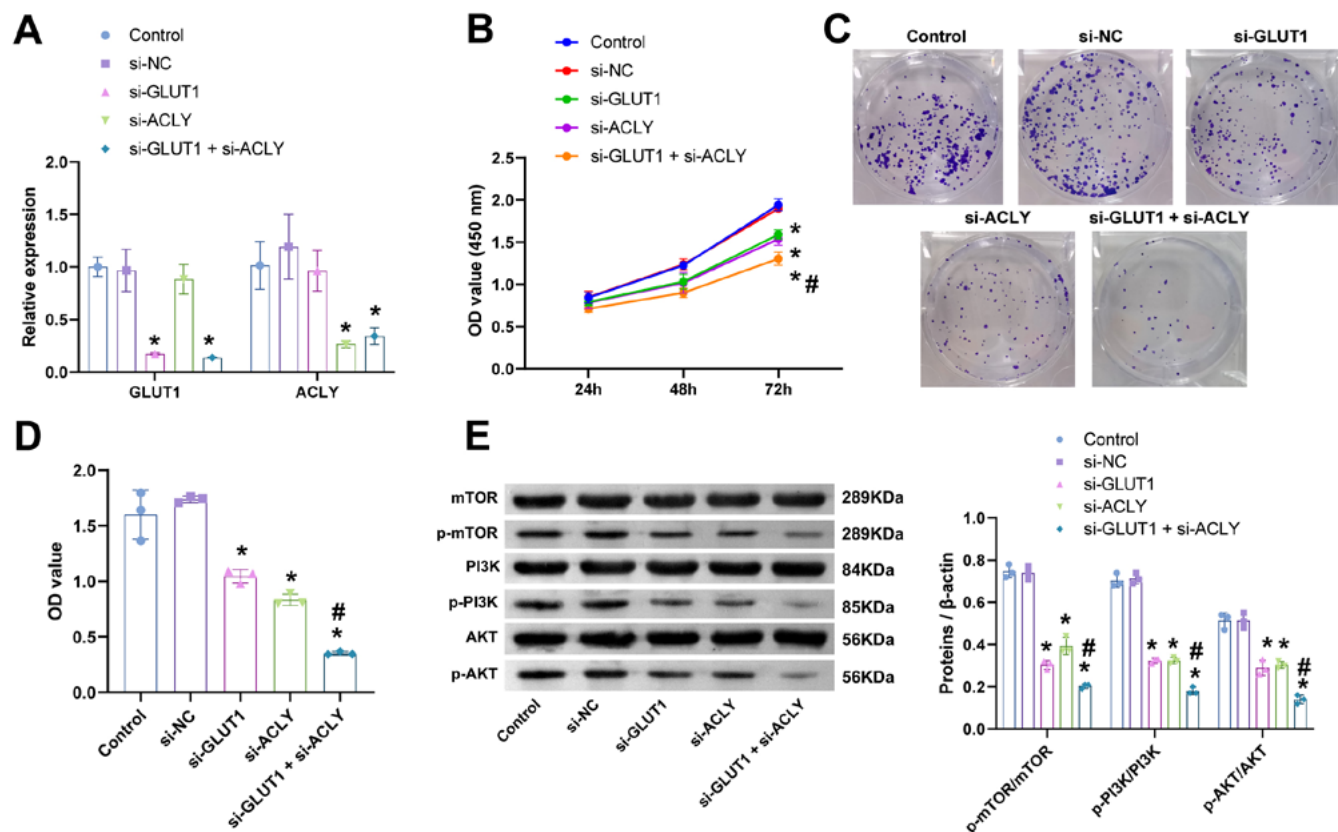 A
Control
si-NC
si-GLUT1
si-ACLY
si-GLUT1 + si-ACLY
Relative expression
2.0
1.5
1.0
0.5
0.0
* * * *
GLUT1 ACLY
B
Control
si-NC
si-GLUT1
si-ACLY
si-GLUT1 + si-ACLY
OD value (450 nm)
2.0
1.5
1.0
0.5
0.0
*
*
* #
24h 48h 72h
C
Control si-NC si-GLUT1
si-ACLY si-GLUT1 + si-ACLY
D
OD value
2.0
1.5
1.0
0.5
0.0
*
*
#
*
Control
si-NC
si-GLUT1
si-ACLY
si-GLUT1 + si-ACLY
E
mTOR 289KDa
p-mTOR 289KDa
PI3K 84KDa
p-PI3K 85KDa
AKT 56KDa
p-AKT 56KDa
Control
si-NC
si-GLUT1
si-ACLY
si-GLUT1 + si-ACLY
Control
si-NC
si-GLUT1
si-ACLY
si-GLUT1 + si-ACLY
Proteins / β-actin
0.8
0.6
0.4
0.2
0.0
* * # *
* * # *
* * # *
p-mTOR/mTOR
p-PI3K/PI3K
p-AKT/AKT